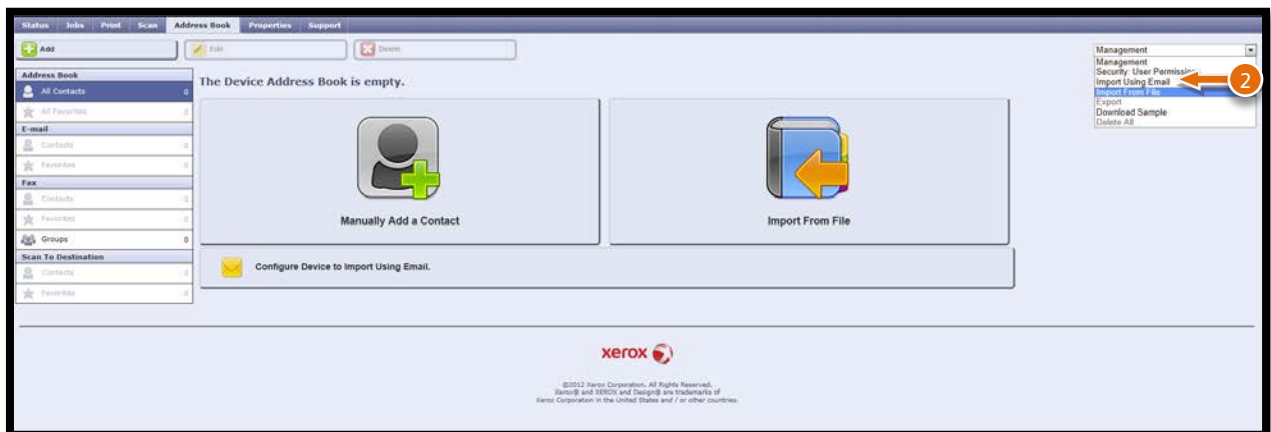 Status Jobs Print Scan Address Book Properties Support
Add Edit Delete
Management
Management
Security: User Permission
Import Using Email
Import From File
Export
Download Sample
Delete All
2
Address Book
All Contacts 0
All Favorites 0
E-mail
Contacts 0
Favorites 0
Fax
Contacts 0
Favorites 0
Groups 0
Scan To Destination
Contacts 0
Favorites 0
The Device Address Book is empty.
Manually Add a Contact
Import From File
Configure Device to Import Using Email.
xerox
©2012 Xerox Corporation. All Rights Reserved.
Xerox® and XEROX and Design® are trademarks of
Xerox Corporation in the United States and / or other countries.